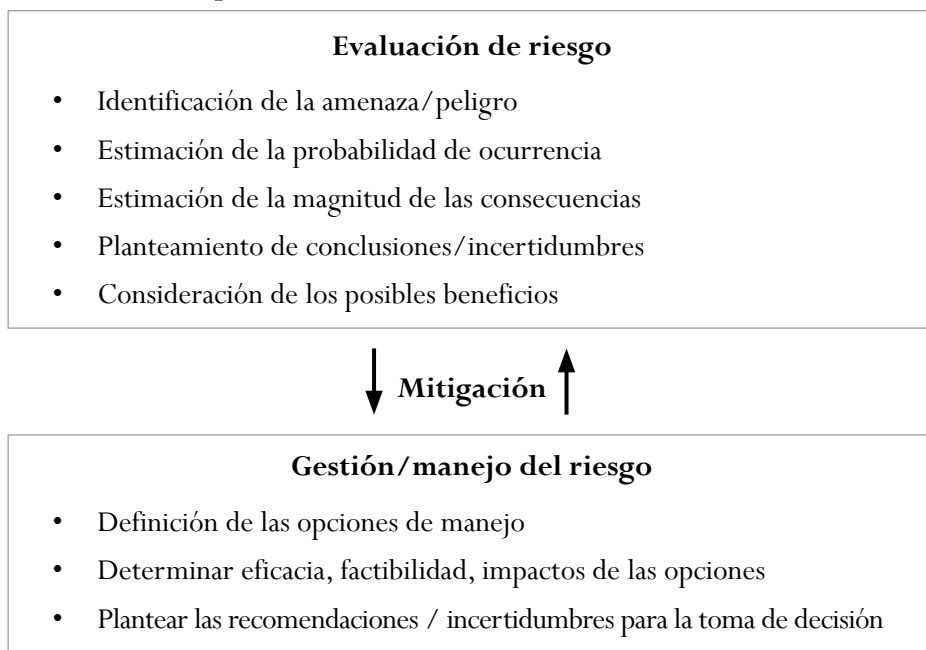 Evaluación de riesgo
• Identificación de la amenaza/peligro
• Estimación de la probabilidad de ocurrencia
• Estimación de la magnitud de las consecuencias
• Planteamiento de conclusiones/incertidumbres
• Consideración de los posibles beneficios
Mitigación
Gestión/manejo del riesgo
• Definición de las opciones de manejo
• Determinar eficacia, factibilidad, impactos de las opciones
• Plantear las recomendaciones / incertidumbres para la toma de decisión